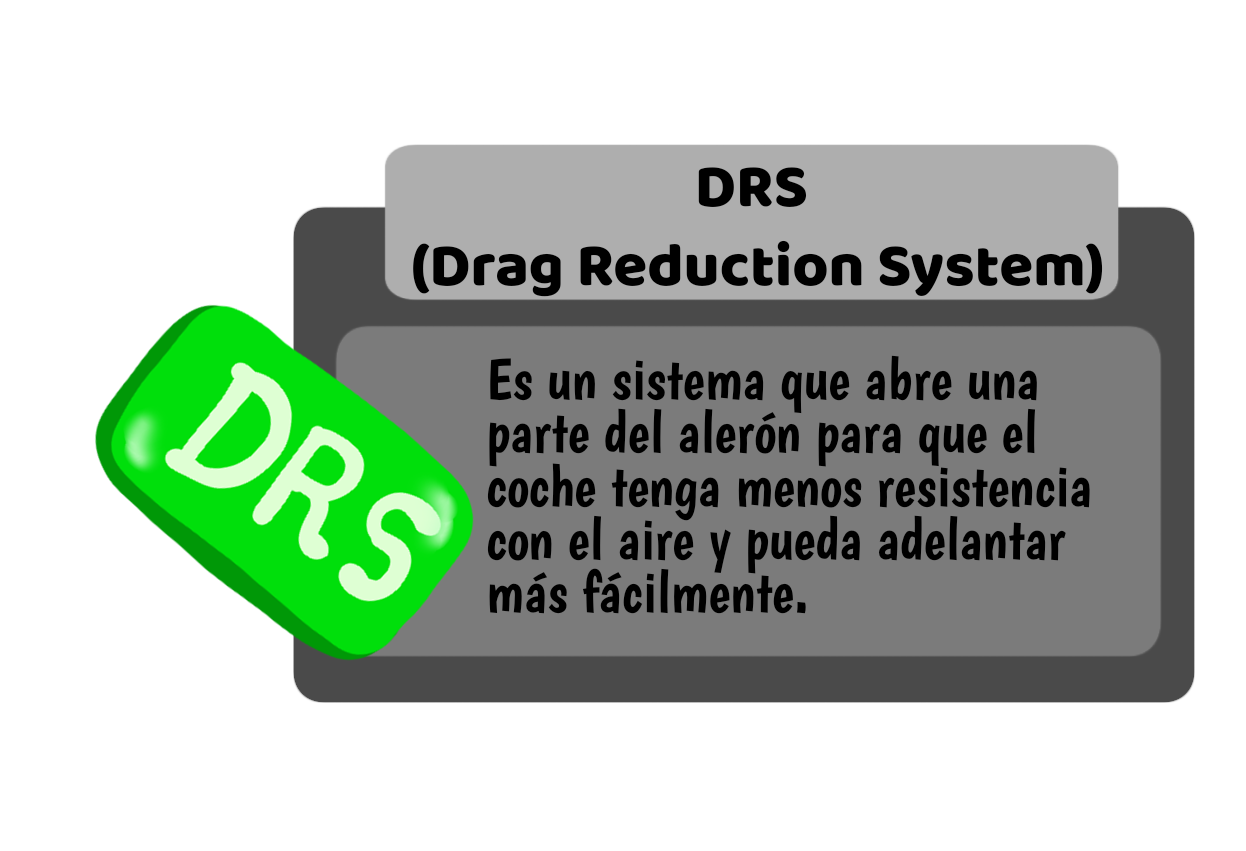 DRS
(Drag Reduction System)
DRS
Es un sistema que abre una
parte del alerón para que el
coche tenga menos resistencia
con el aire y pueda adelantar
más fácilmente.